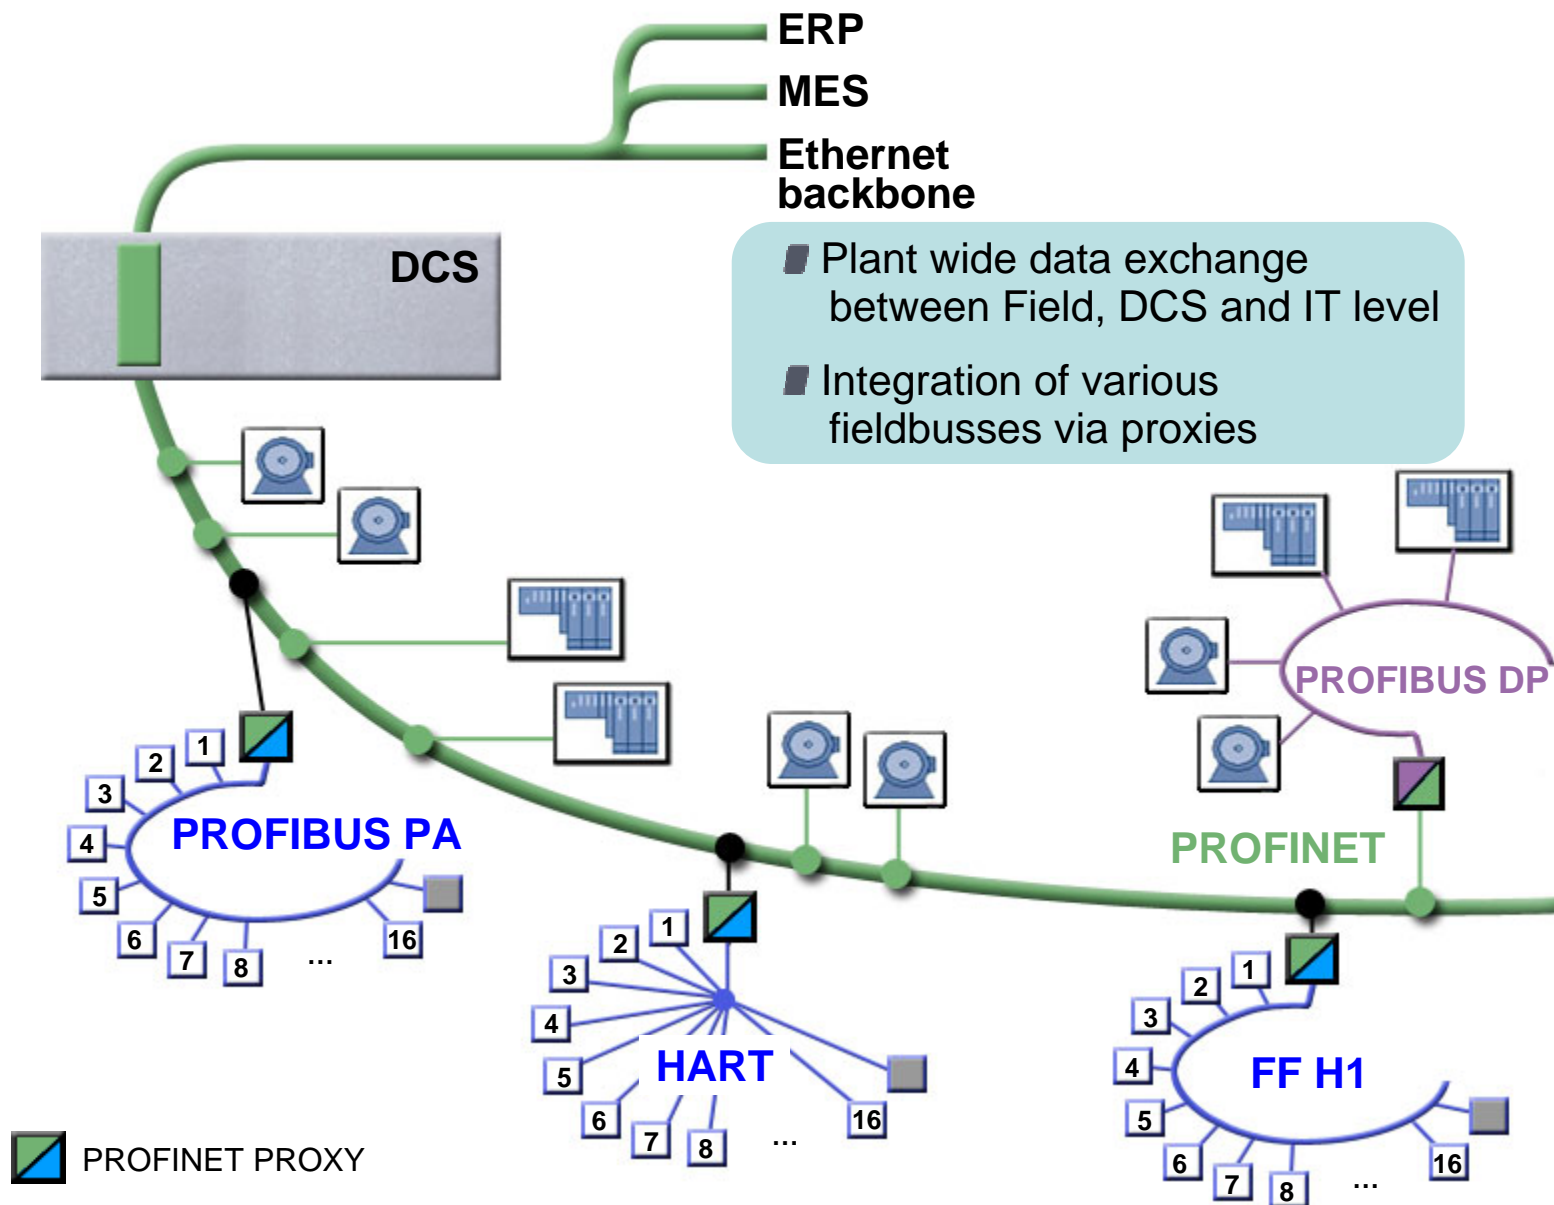 ERP
MES
Ethernet
backbone
DCS
Plant wide data exchange
between Field, DCS and IT level
Integration of various
fieldbusses via proxies
PROFIBUS DP
PROFINET
1
2
3
4
5
6
7
8
...
16
PROFIBUS PA
1
2
3
4
5
6
7
8
...
16
HART
1
2
3
4
5
6
7
8
...
16
FF H1
PROFINET PROXY